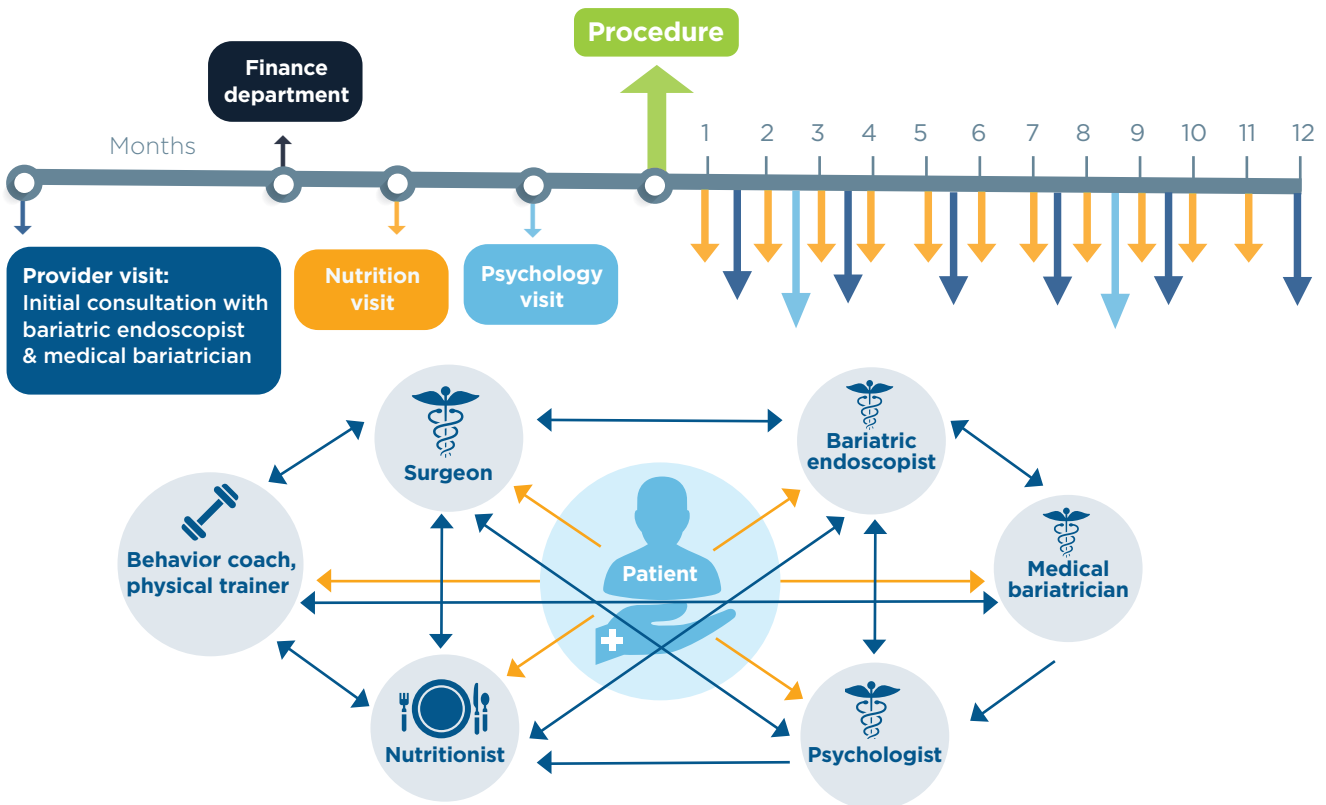 Procedure
Finance
department
Months
1 2 3 4 5 6 7 8 9 10 11 12
Provider visit:
Initial consultation with
bariatric endoscopist
& medical bariatrician
Nutrition
visit
Psychology
visit
Surgeon
Bariatric
endoscopist
Behavior coach,
physical trainer
Patient
Medical
bariatrician
Nutritionist
Psychologist